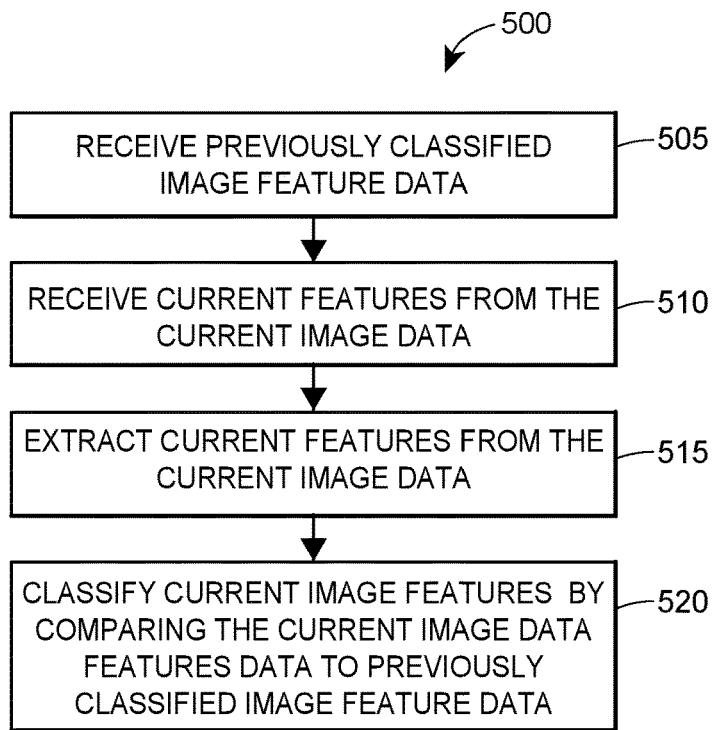 500
RECEIVE PREVIOUSLY CLASSIFIED
IMAGE FEATURE DATA
505
RECEIVE CURRENT FEATURES FROM THE
CURRENT IMAGE DATA
510
EXTRACT CURRENT FEATURES FROM THE
CURRENT IMAGE DATA
515
CLASSIFY CURRENT IMAGE FEATURES BY
COMPARING THE CURRENT IMAGE DATA
FEATURES DATA TO PREVIOUSLY
CLASSIFIED IMAGE FEATURE DATA
520